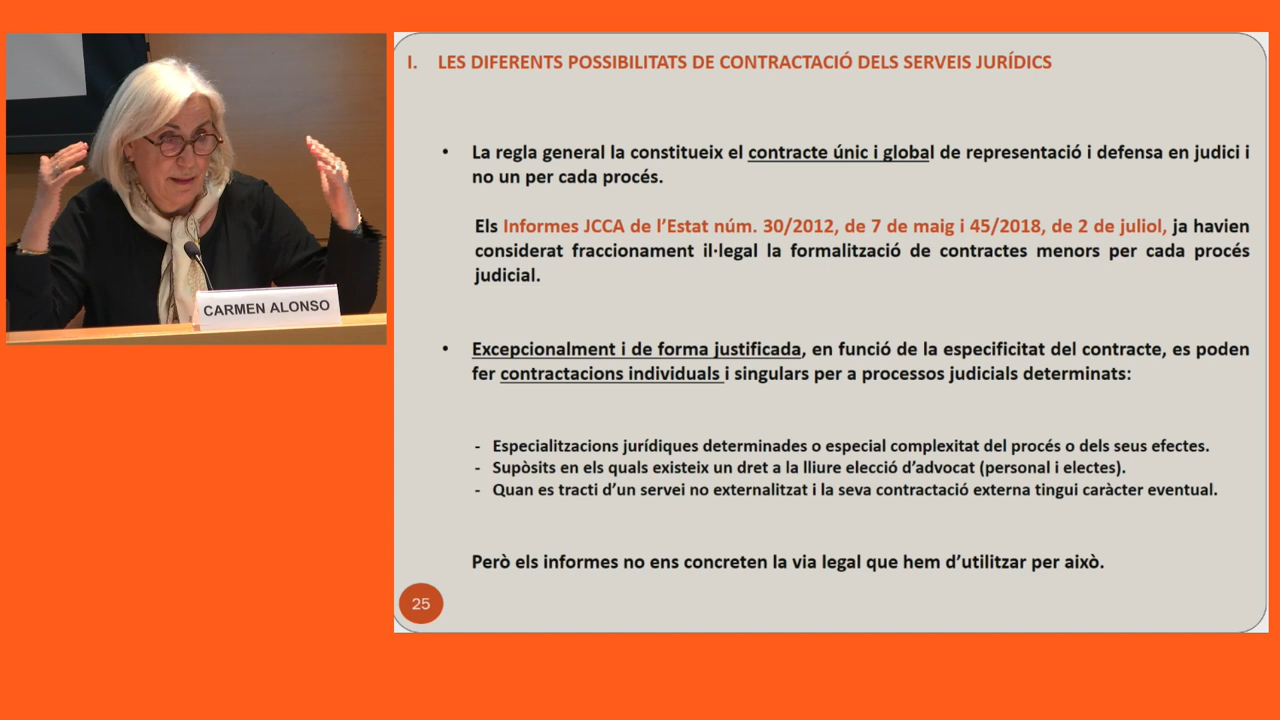 CARMEN ALONSO
I. LES DIFERENTS POSSIBILITATS DE CONTRACTACIÓ DELS SERVEIS JURÍDICS
• La regla general la constitueix el contracte únic i global de representació i defensa en judici i
no un per cada procés.
Els Informes JCCA de l'Estat núm. 30/2012, de 7 de maig i 45/2018, de 2 de juliol, ja havien
considerat fraccionament il·legal la formalització de contractes menors per cada procés
judicial.
• Excepcionalment i de forma justificada, en funció de la especificitat del contracte, es poden
fer contractacions individuals i singulars per a processos judicials determinats:
- Especialitzacions jurídiques determinades o especial complexitat del procés o dels seus efectes.
- Supòsits en els quals existeix un dret a la lliure elecció d'advocat (personal i electes).
- Quan es tracti d'un servei no externalitzat i la seva contractació externa tingui caràcter eventual.
Però els informes no ens concreten la via legal que hem d'utilitzar per això.
25